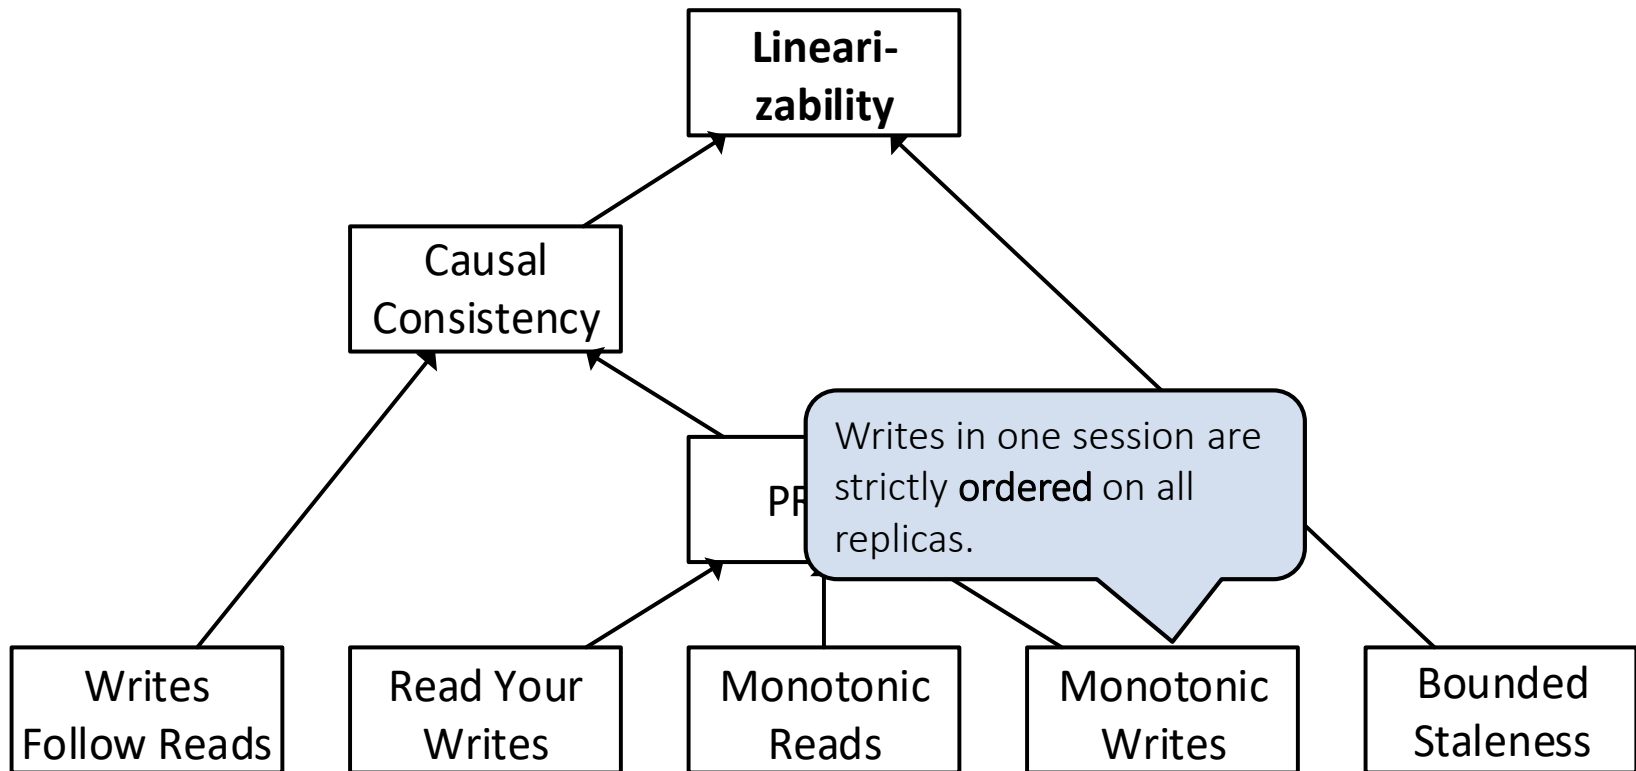 Lineari-
zability
Causal
Consistency
Writes in one session are
strictly ordered on all
replicas.
Writes
Follow Reads
Read Your
Writes
Monotonic
Reads
Monotonic
Writes
Bounded
Staleness